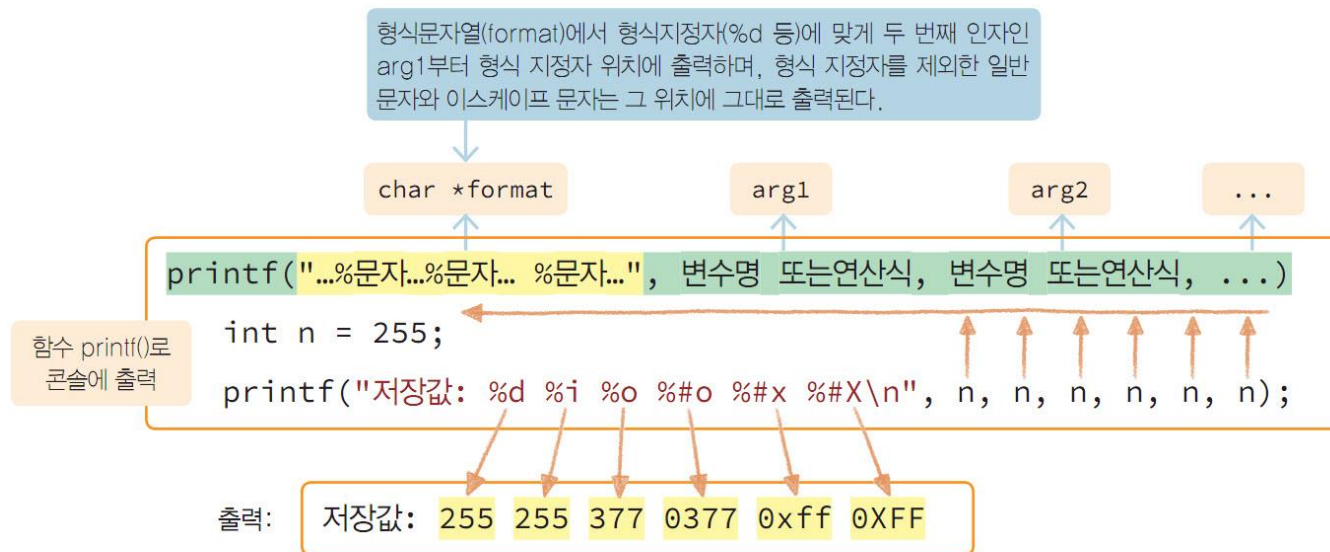 형식문자열(format)에서 형식지정자(%d 등)에 맞게 두 번째 인자인
arg1부터 형식 지정자 위치에 출력하며, 형식 지정자를 제외한 일반
문자와 이스케이프 문자는 그 위치에 그대로 출력된다.
char *format
arg1
arg2
...
printf("…%문자…%문자… %문자…", 변수명 또는연산식, 변수명 또는연산식, ...)
함수 printf()로
콘솔에 출력
int n = 255;
printf("저장값: %d %i %o %#o %#x %#X\n", n, n, n, n, n, n);
출력:
저장값: 255 255 377 0377 0xff 0XFF